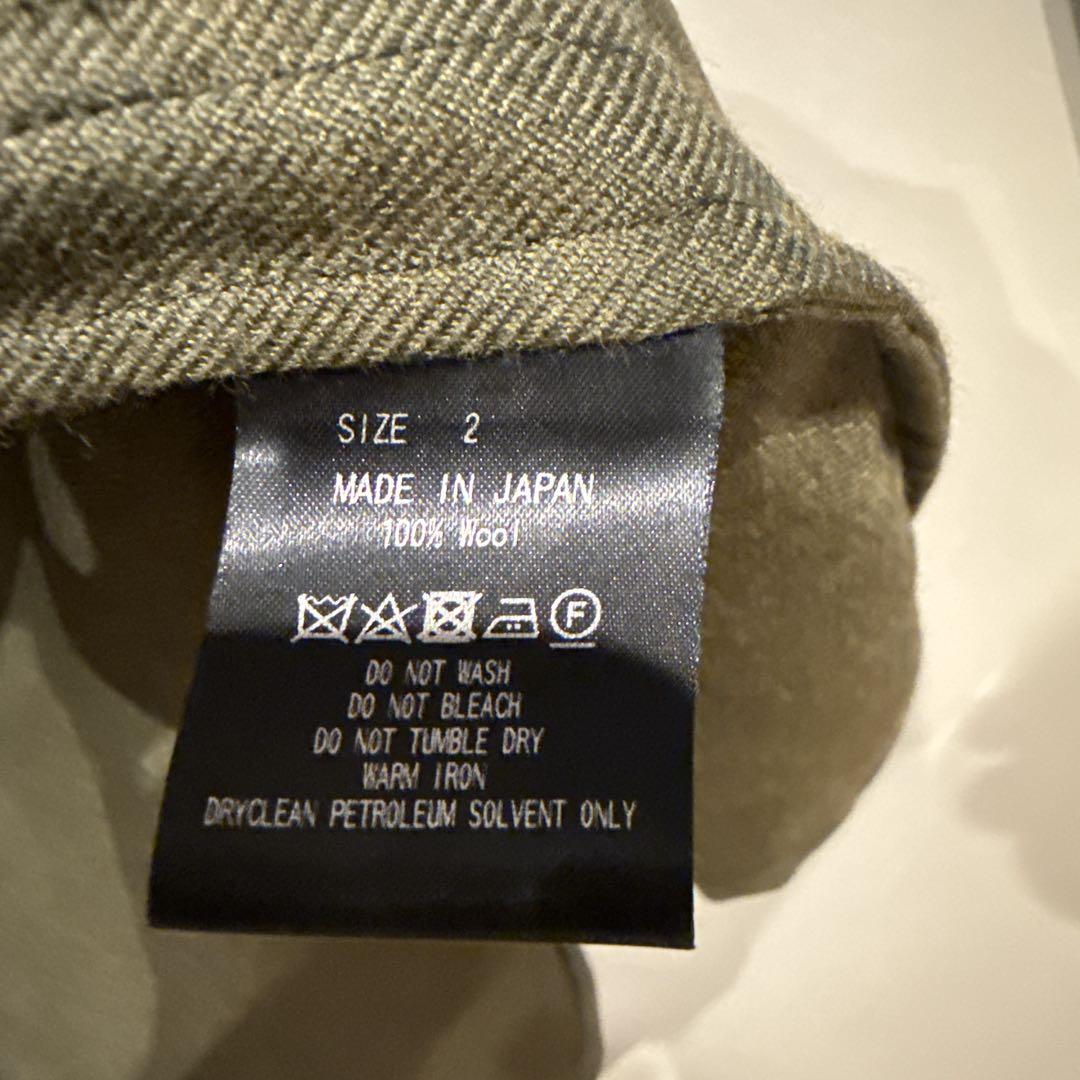 SIZE 2
MADE IN JAPAN
100% Wool
F
DO NOT WASH
DO NOT BLEACH
DO NOT TUMBLE DRY
WARM IRON
DRYCLEAN PETROLEUM SOLVENT ONLY